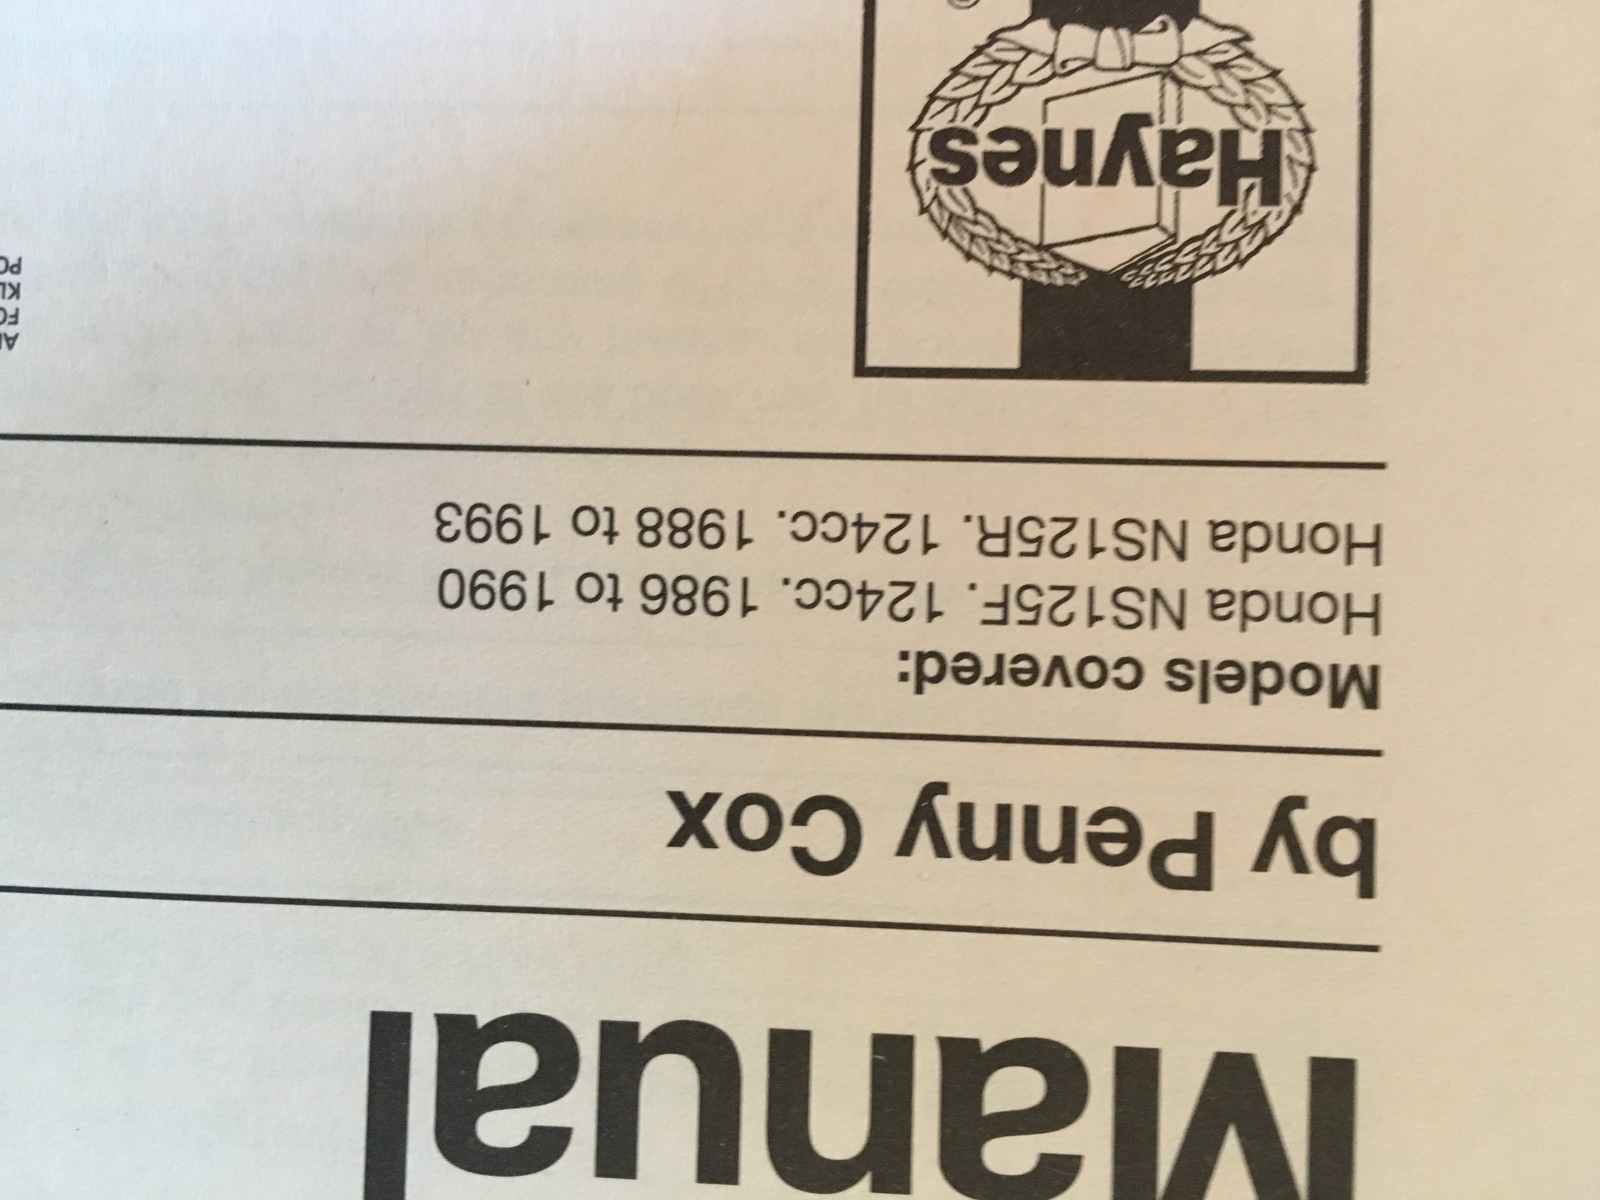 Manual
by Penny Cox
Models covered:
Honda NS125F. 124cc. 1986 to 1990
Honda NS125R. 124cc. 1988 to 1993
Haynes
®